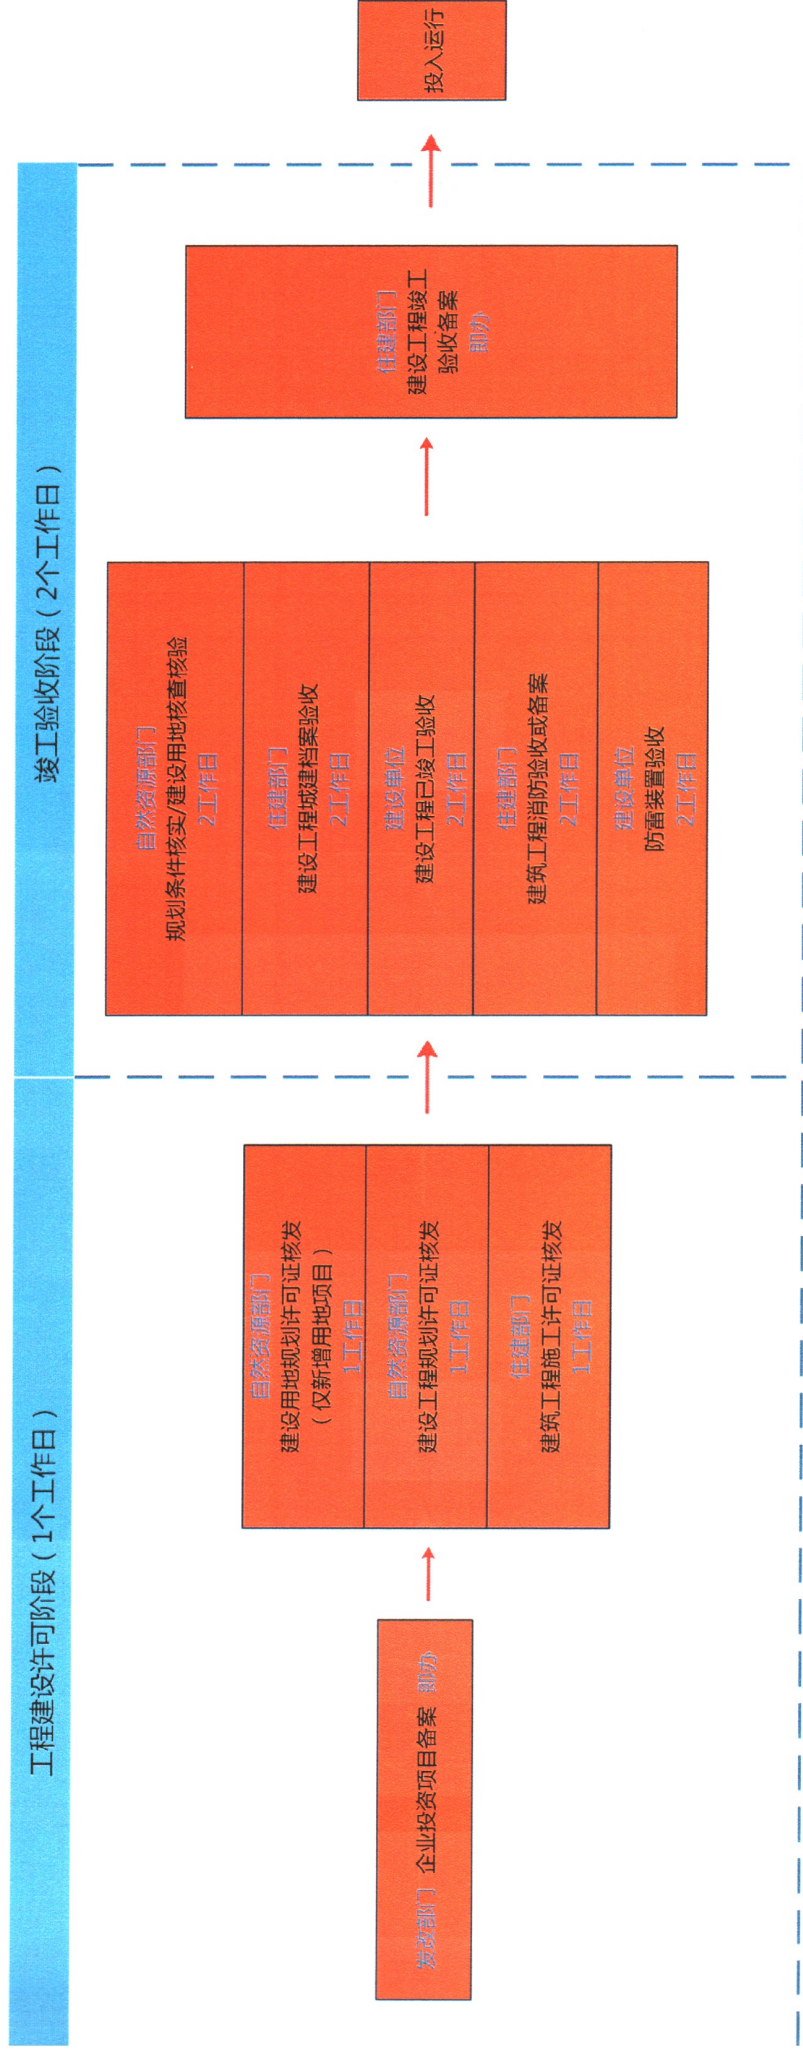 工程建设许可阶段（1个工作日）
竣工验收阶段（2个工作日）
发改部门 企业投资项目备案 即办
自然资源部门
建设用地规划许可证核发
（仅新增用地项目）
1工作日
自然资源部门
建设工程规划许可证核发
1工作日
住建部门
建筑工程施工许可证核发
1工作日
自然资源部门
规划条件核实/建设用地核查核验
2工作日
住建部门
建设工程城建档案验收
2工作日
建设单位
建设工程已竣工验收
2工作日
住建部门
建筑工程消防验收或备案
2工作日
建设单位
防雷装置验收
2工作日
住建部门
建设工程竣工
验收备案
即办
投入运行